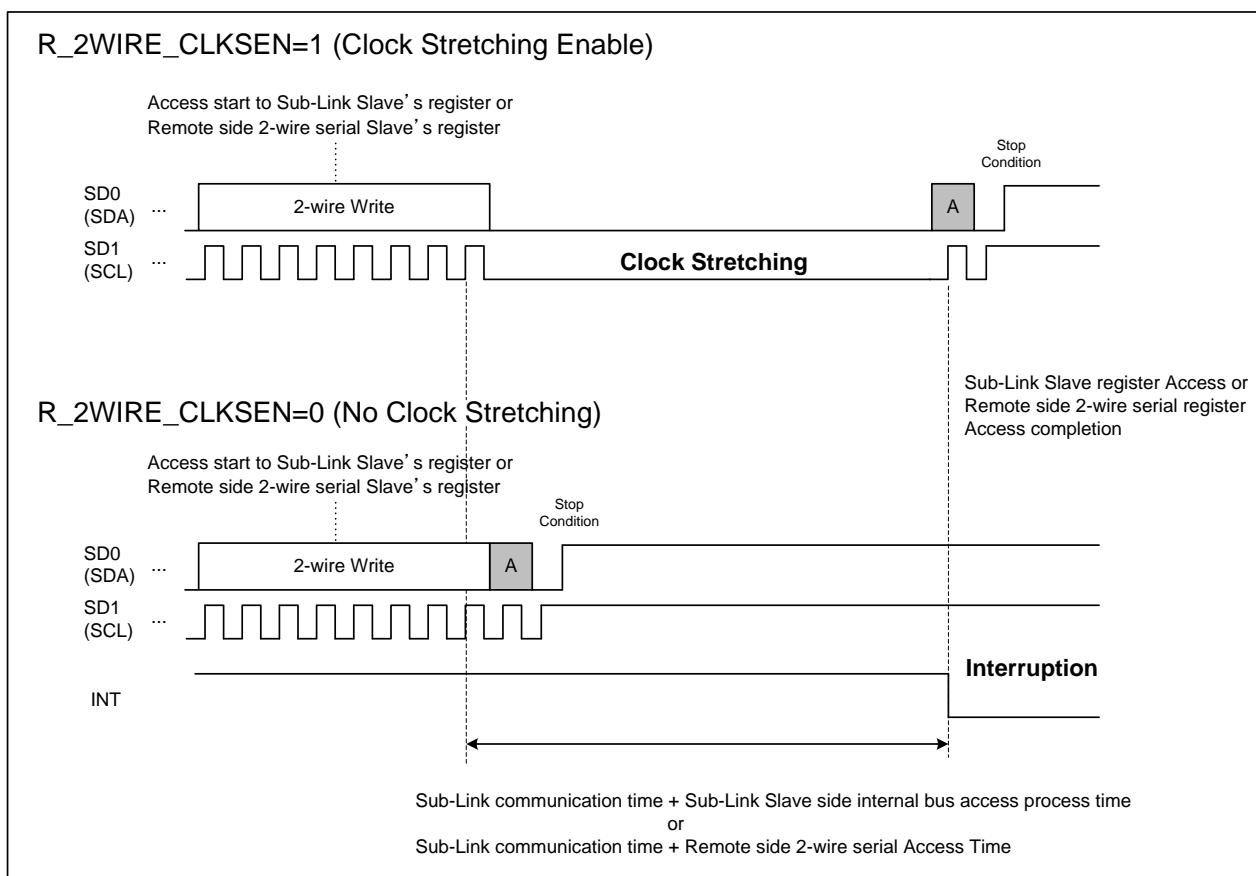 R_2WIRE_CLKSEN=1 (Clock Stretching Enable)
Access start to Sub-Link Slave's register or
Remote side 2-wire serial Slave's register
Stop
Condition
SD0
(SDA)
...
2-wire Write
A
SD1
(SCL)
...
Clock Stretching
Sub-Link Slave register Access or
Remote side 2-wire serial register
Access completion
R_2WIRE_CLKSEN=0 (No Clock Stretching)
Access start to Sub-Link Slave's register or
Remote side 2-wire serial Slave's register
Stop
Condition
SD0
(SDA)
...
2-wire Write
A
SD1
(SCL)
...
Interruption
INT
Sub-Link communication time + Sub-Link Slave side internal bus access process time
or
Sub-Link communication time + Remote side 2-wire serial Access Time